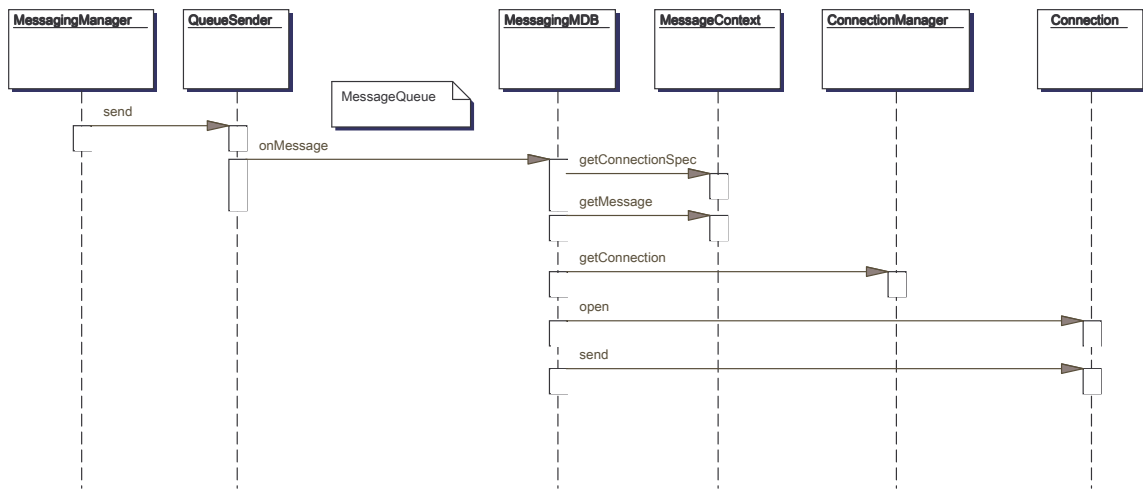 MessagingManager
QueueSender
MessagingMDB
MessageContext
ConnectionManager
Connection
MessageQueue
send
onMessage
getConnectionSpec
getMessage
getConnection
open
send